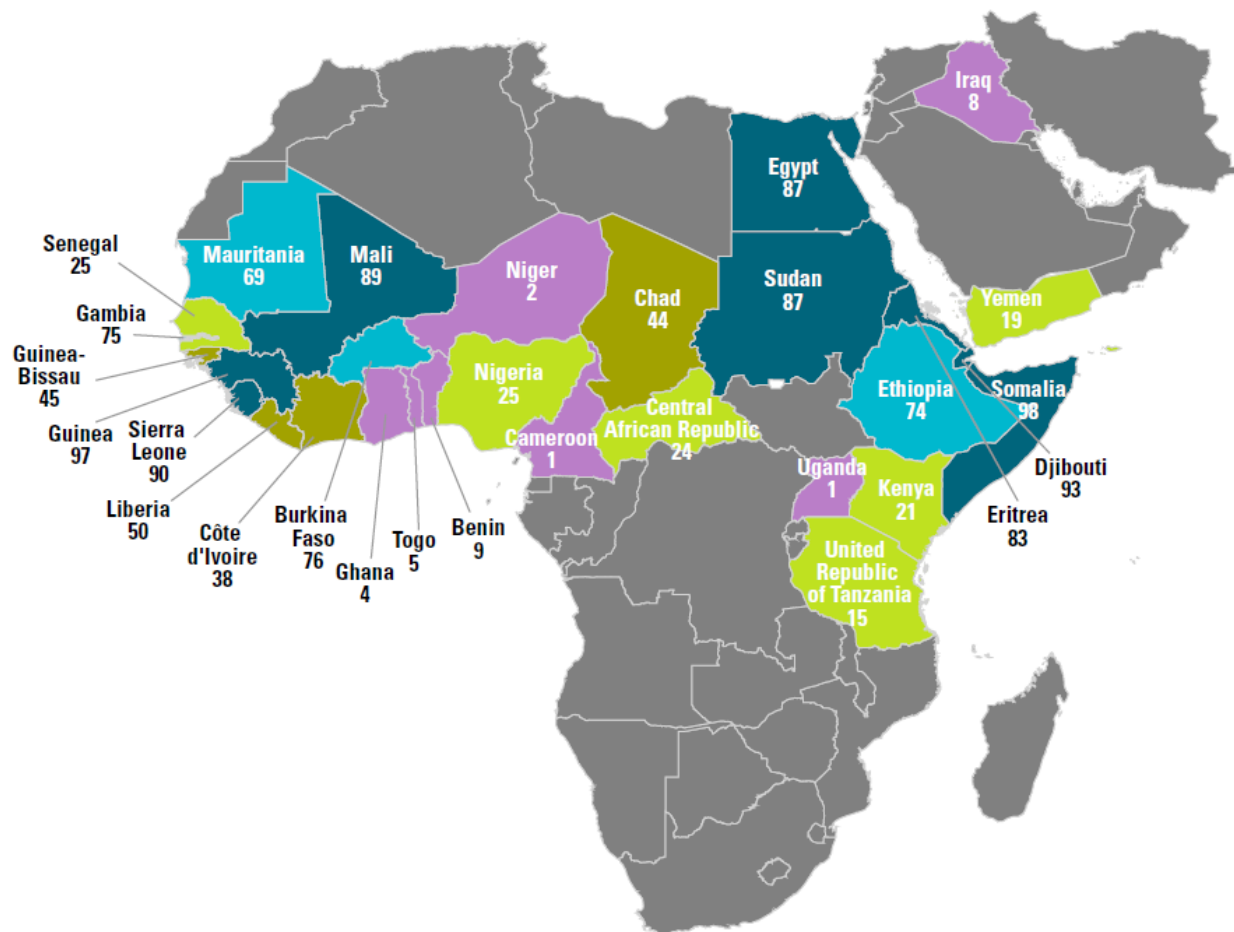 Iraq
8
Egypt
87
Senegal
25
Mauritania
69
Mali
89
Niger
2
Chad
44
Sudan
87
Yemen
19
Gambia
75
Guinea-
Bissau
45
Guinea
97
Sierra
Leone
90
Liberia
50
Côte
d'Ivoire
38
Burkina
Faso
76
Ghana
4
Togo
5
Benin
9
Nigeria
25
Cameroon
1
Central
African Republic
24
Ethiopia
74
Somalia
98
Djibouti
93
Eritrea
83
Uganda
1
Kenya
21
United
Republic
of Tanzania
15